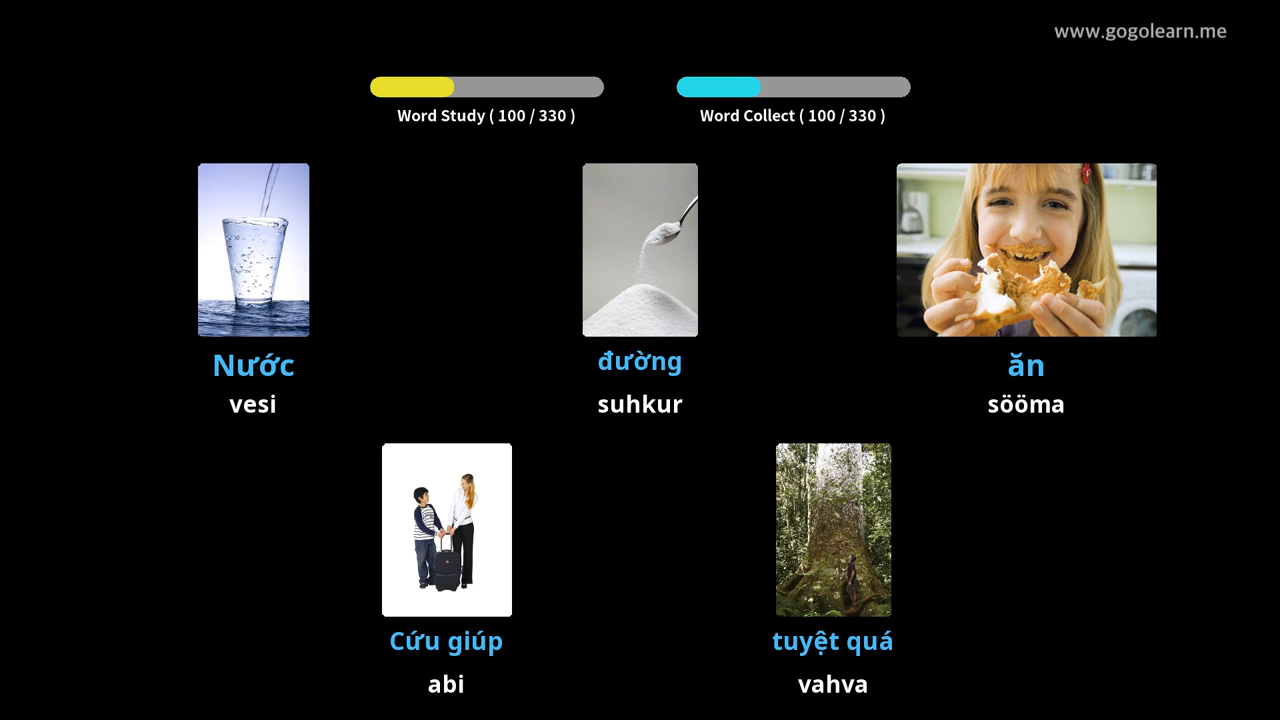 www.gogolearn.me
Word Study ( 100 / 330 )
Word Collect ( 100 / 330 )
Nước
vesi
đường
suhkur
ăn
sööma
Cứu giúp
abi
tuyệt quá
vahva